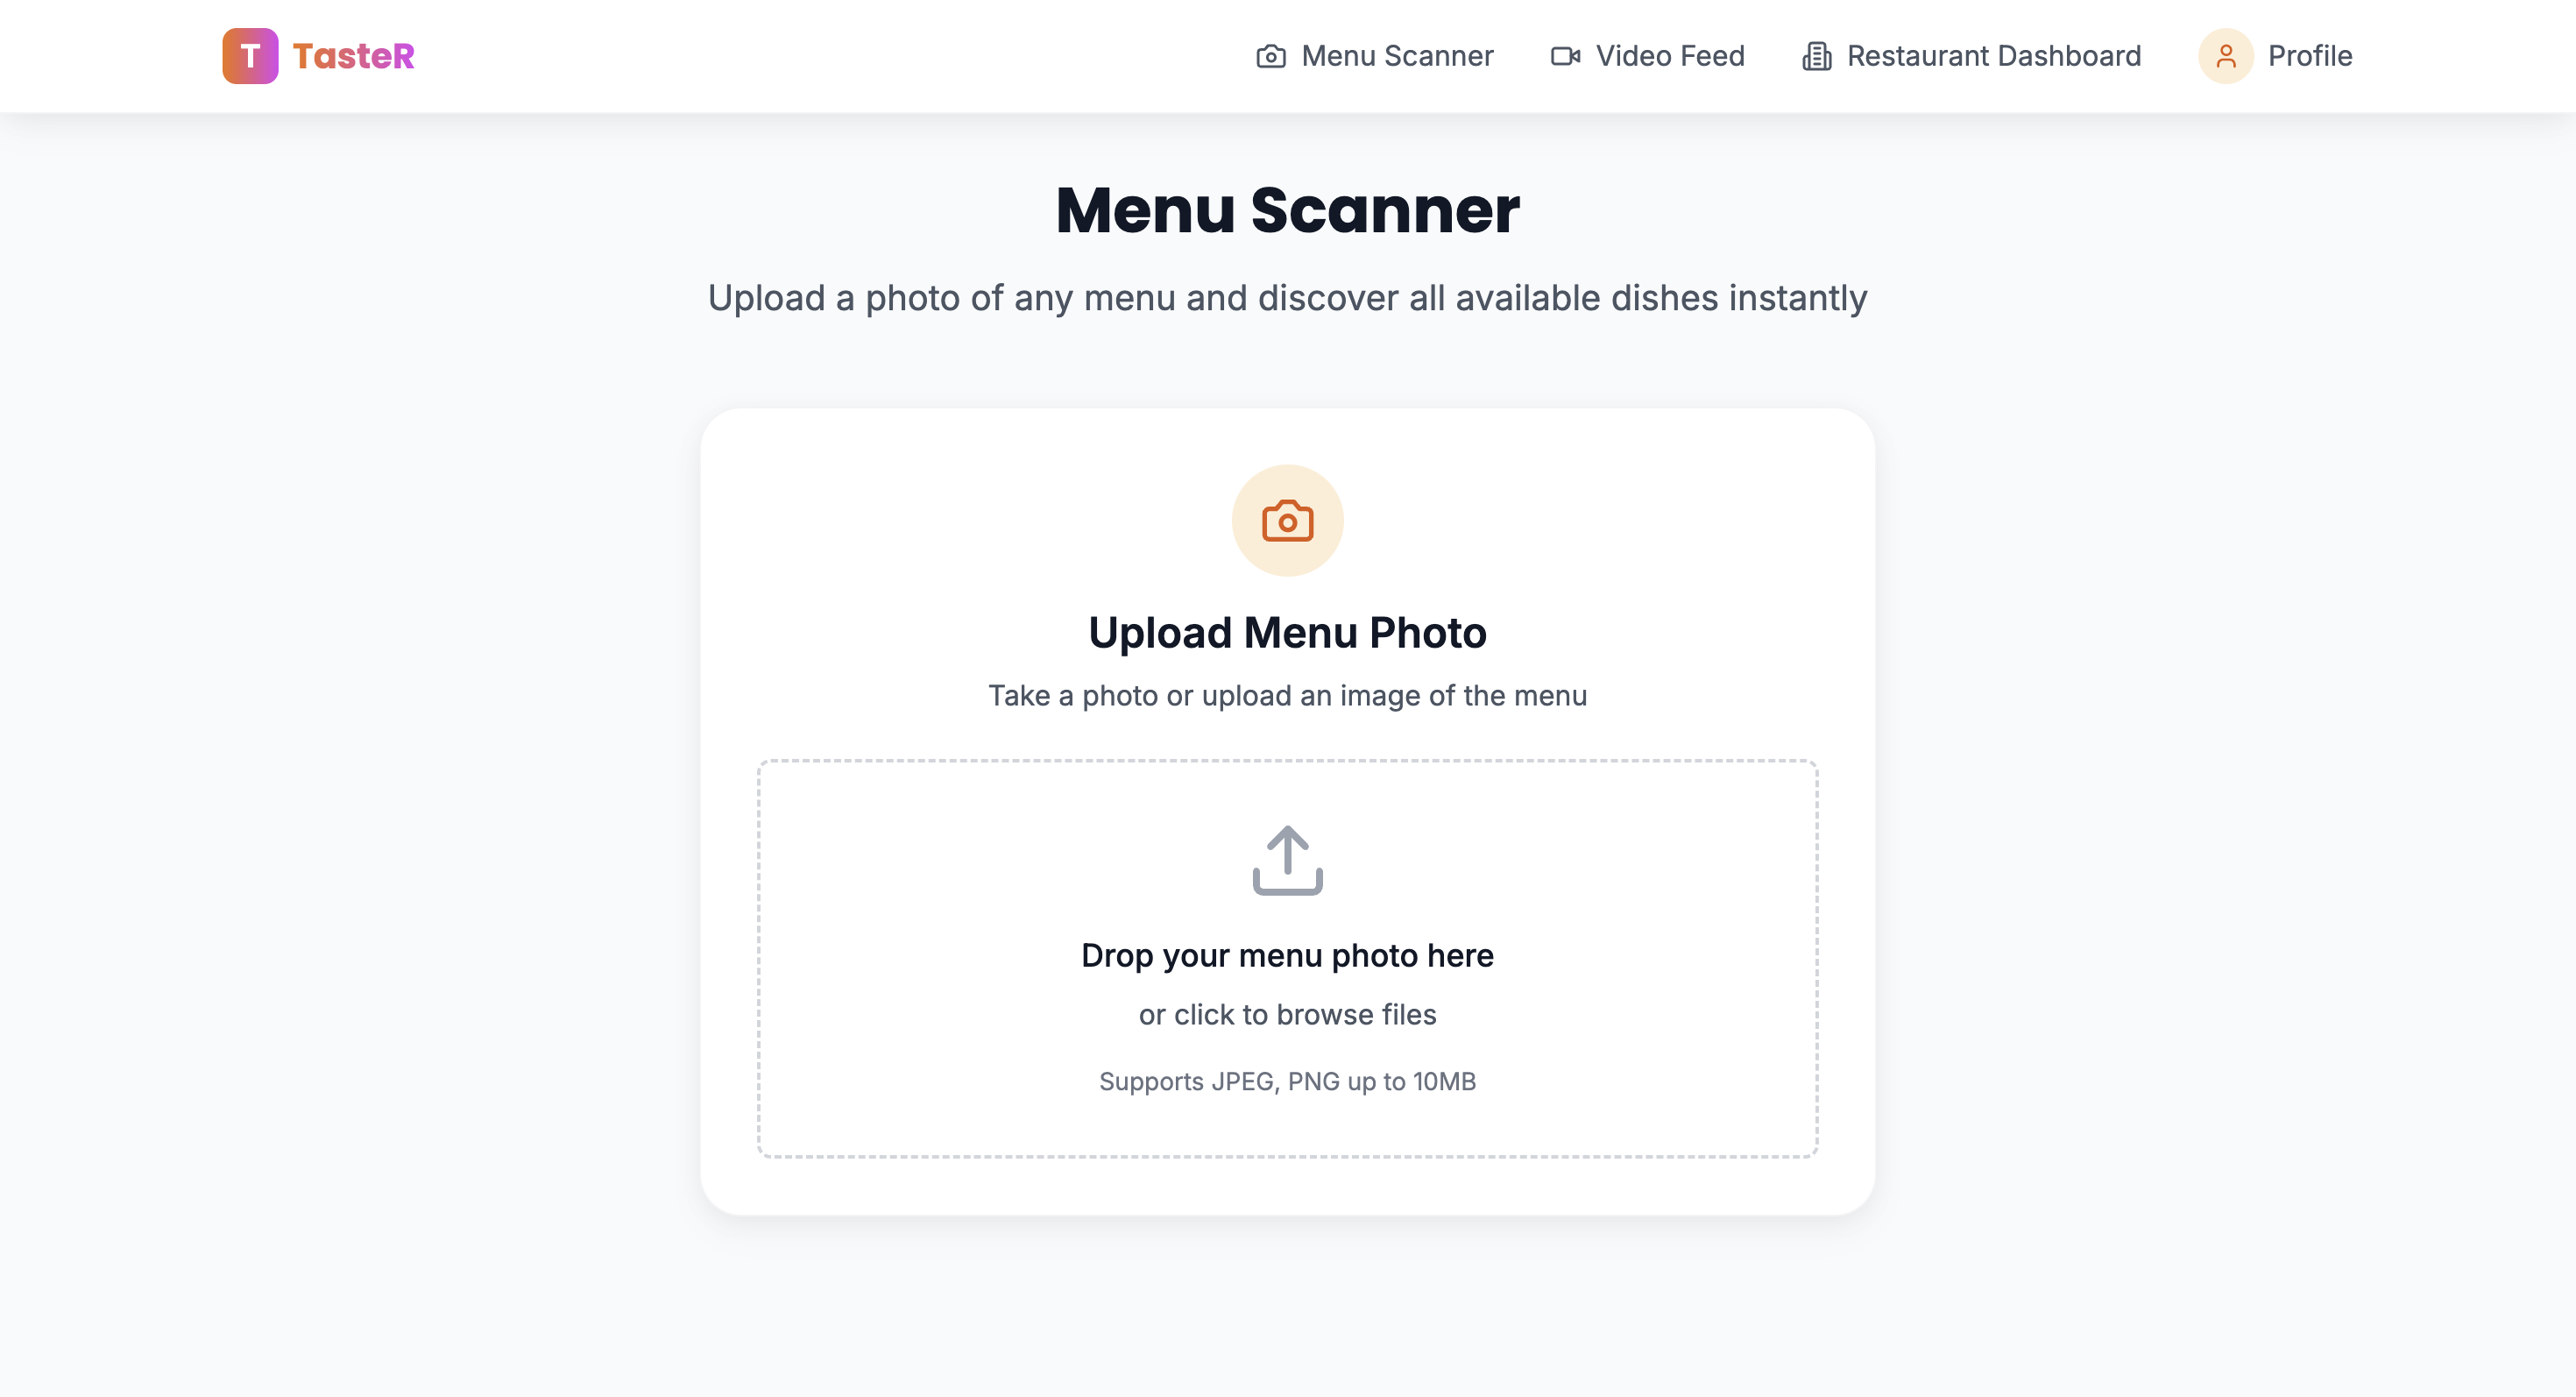 T TasteR
Menu Scanner
Video Feed
Restaurant Dashboard
Profile
Menu Scanner
Upload a photo of any menu and discover all available dishes instantly
Upload Menu Photo
Take a photo or upload an image of the menu
Drop your menu photo here
or click to browse files
Supports JPEG, PNG up to 10MB